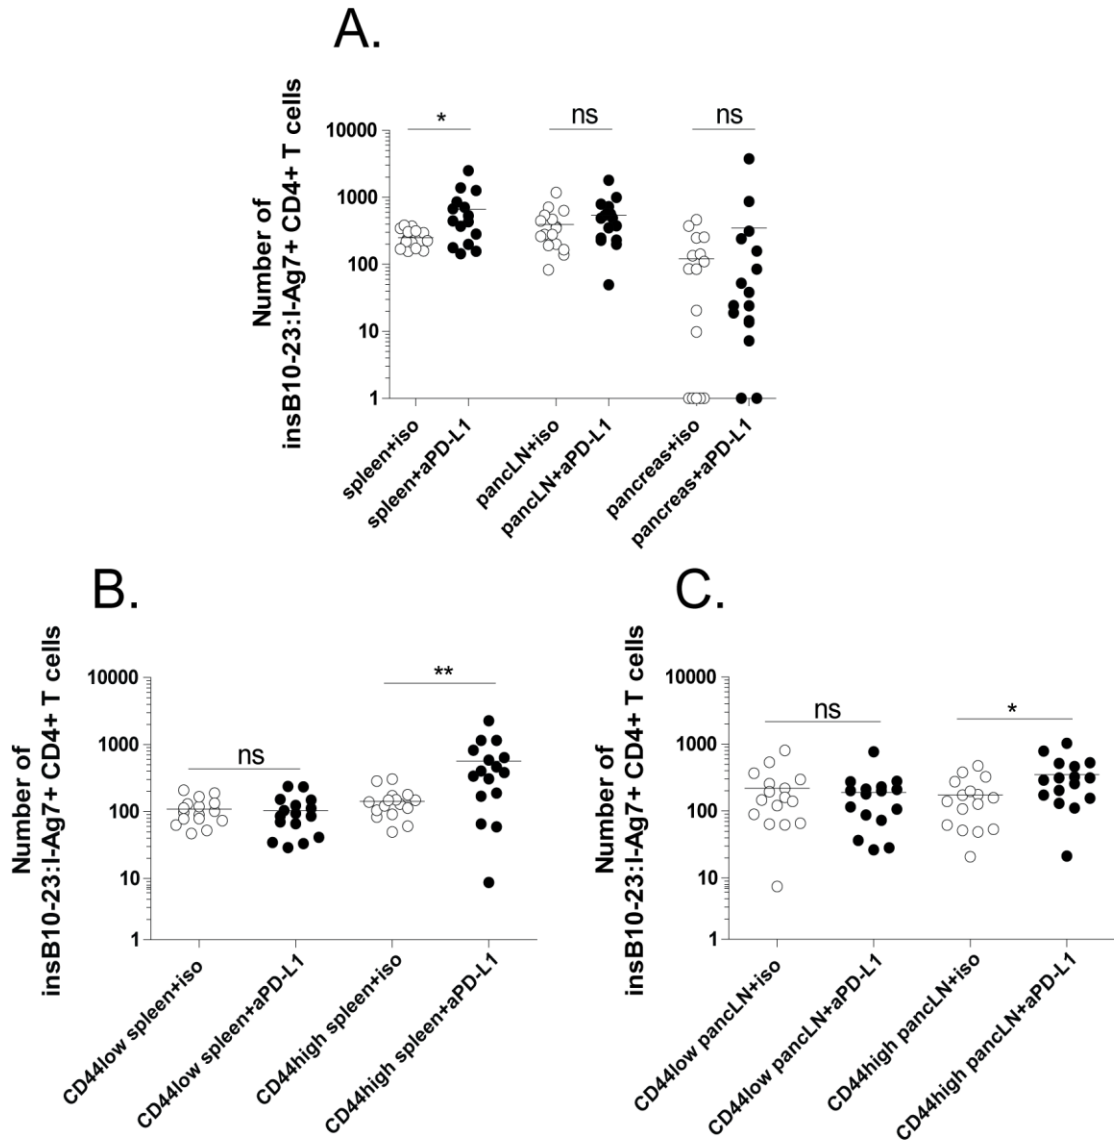 A.
Number of
insB10-23:I-Ag7+ CD4+ T cells
10000
1000
100
10
1
*
ns
ns
spleen+iso
spleen+aPD-L1
pancLN+iso
pancLN+aPD-L1
pancreas+iso
pancreas+aPD-L1
B.
Number of
insB10-23:I-Ag7+ CD4+ T cells
10000
1000
100
10
1
ns
**
CD44low spleen+iso
CD44low spleen+aPD-L1
CD44high spleen+iso
CD44high spleen+aPD-L1
C.
Number of
insB10-23:I-Ag7+ CD4+ T cells
10000
1000
100
10
1
ns
*
CD44low pancLN+iso
CD44low pancLN+aPD-L1
CD44high pancLN+iso
CD44high pancLN+aPD-L1